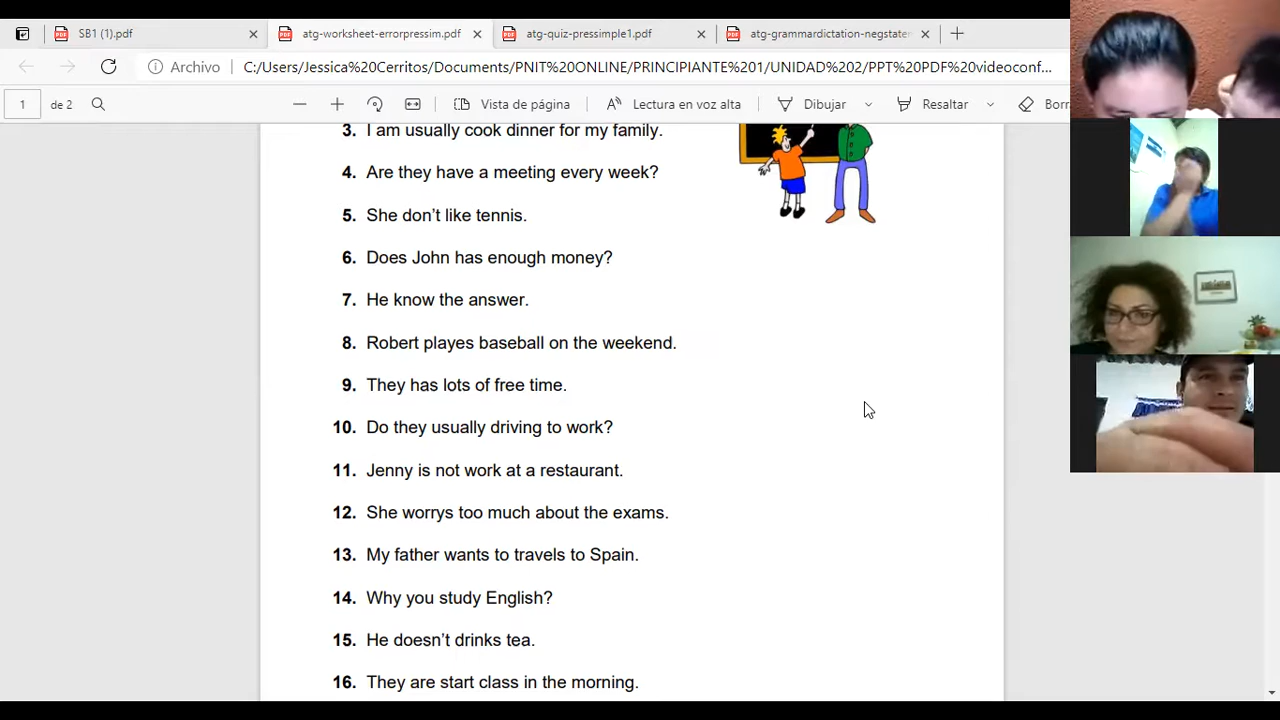 SB1 (1).pdf
atg-worksheet-errorpressim.pdf
atg-quiz-pressimple1.pdf
atg-grammardictation-negstate
Archivo
C:/Users/Jessica%20Cerritos/Documents/PNIT%20ONLINE/PRINCIPIANTE%201/UNIDAD%202/PPT%20PDF%20videoconf...
1 de 2
Vista de página
Lectura en voz alta
Dibujar
Resaltar
Borr
3. I am usually cook dinner for my family.
4. Are they have a meeting every week?
5. She don't like tennis.
6. Does John has enough money?
7. He know the answer.
8. Robert playes baseball on the weekend.
9. They has lots of free time.
10. Do they usually driving to work?
11. Jenny is not work at a restaurant.
12. She worrys too much about the exams.
13. My father wants to travels to Spain.
14. Why you study English?
15. He doesn't drinks tea.
16. They are start class in the morning.